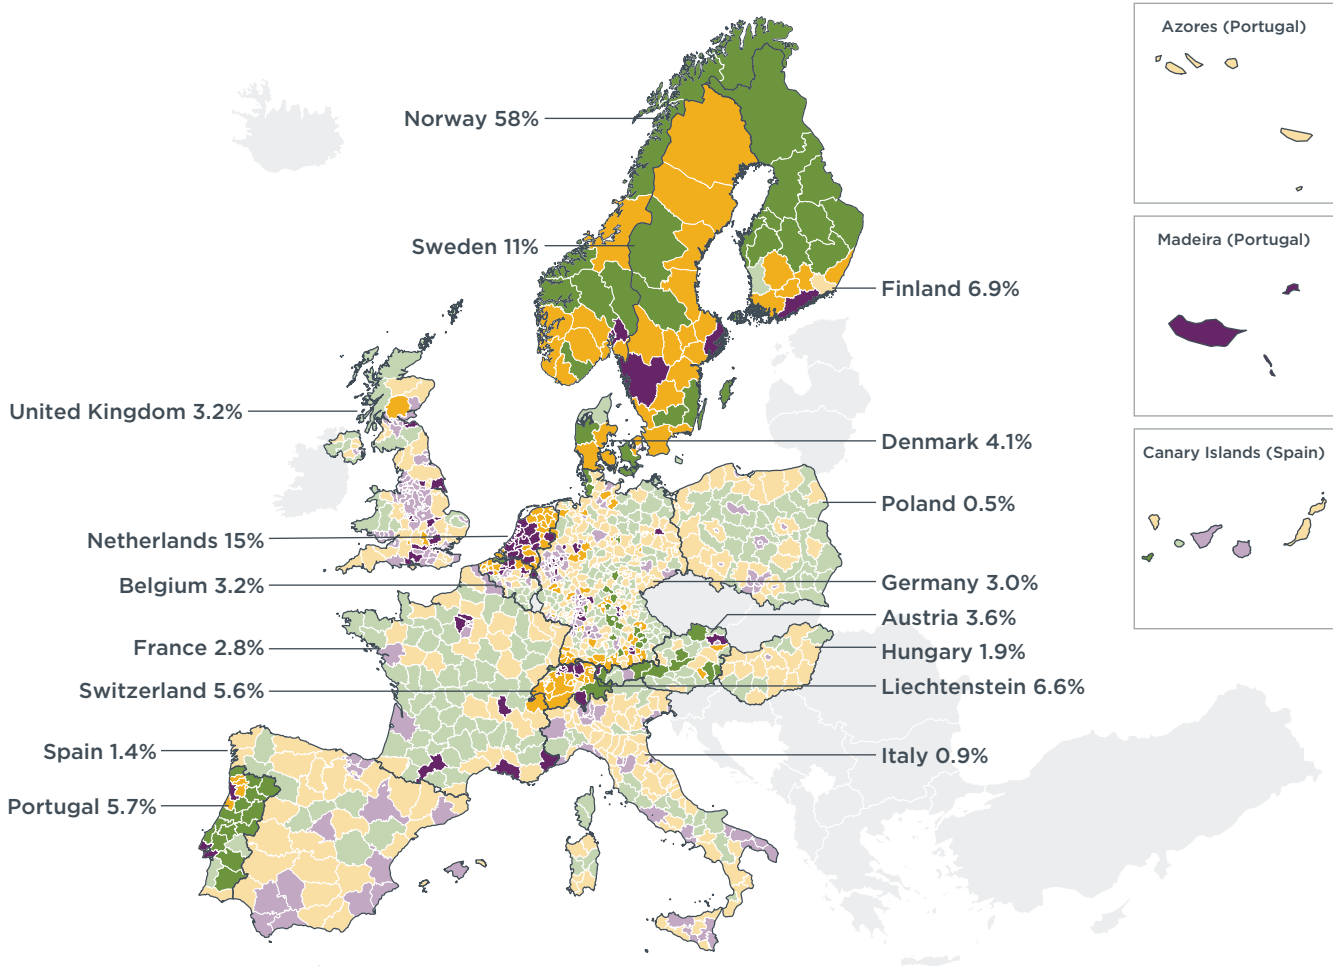 Azores (Portugal)
Norway 58%
Madeira (Portugal)
Sweden 11%
Finland 6.9%
United Kingdom 3.2%
Denmark 4.1%
Canary Islands (Spain)
Poland 0.5%
Netherlands 15%
Belgium 3.2%
Germany 3.0%
Austria 3.6%
France 2.8%
Hungary 1.9%
Switzerland 5.6%
Liechtenstein 6.6%
Spain 1.4%
Italy 0.9%
Portugal 5.7%